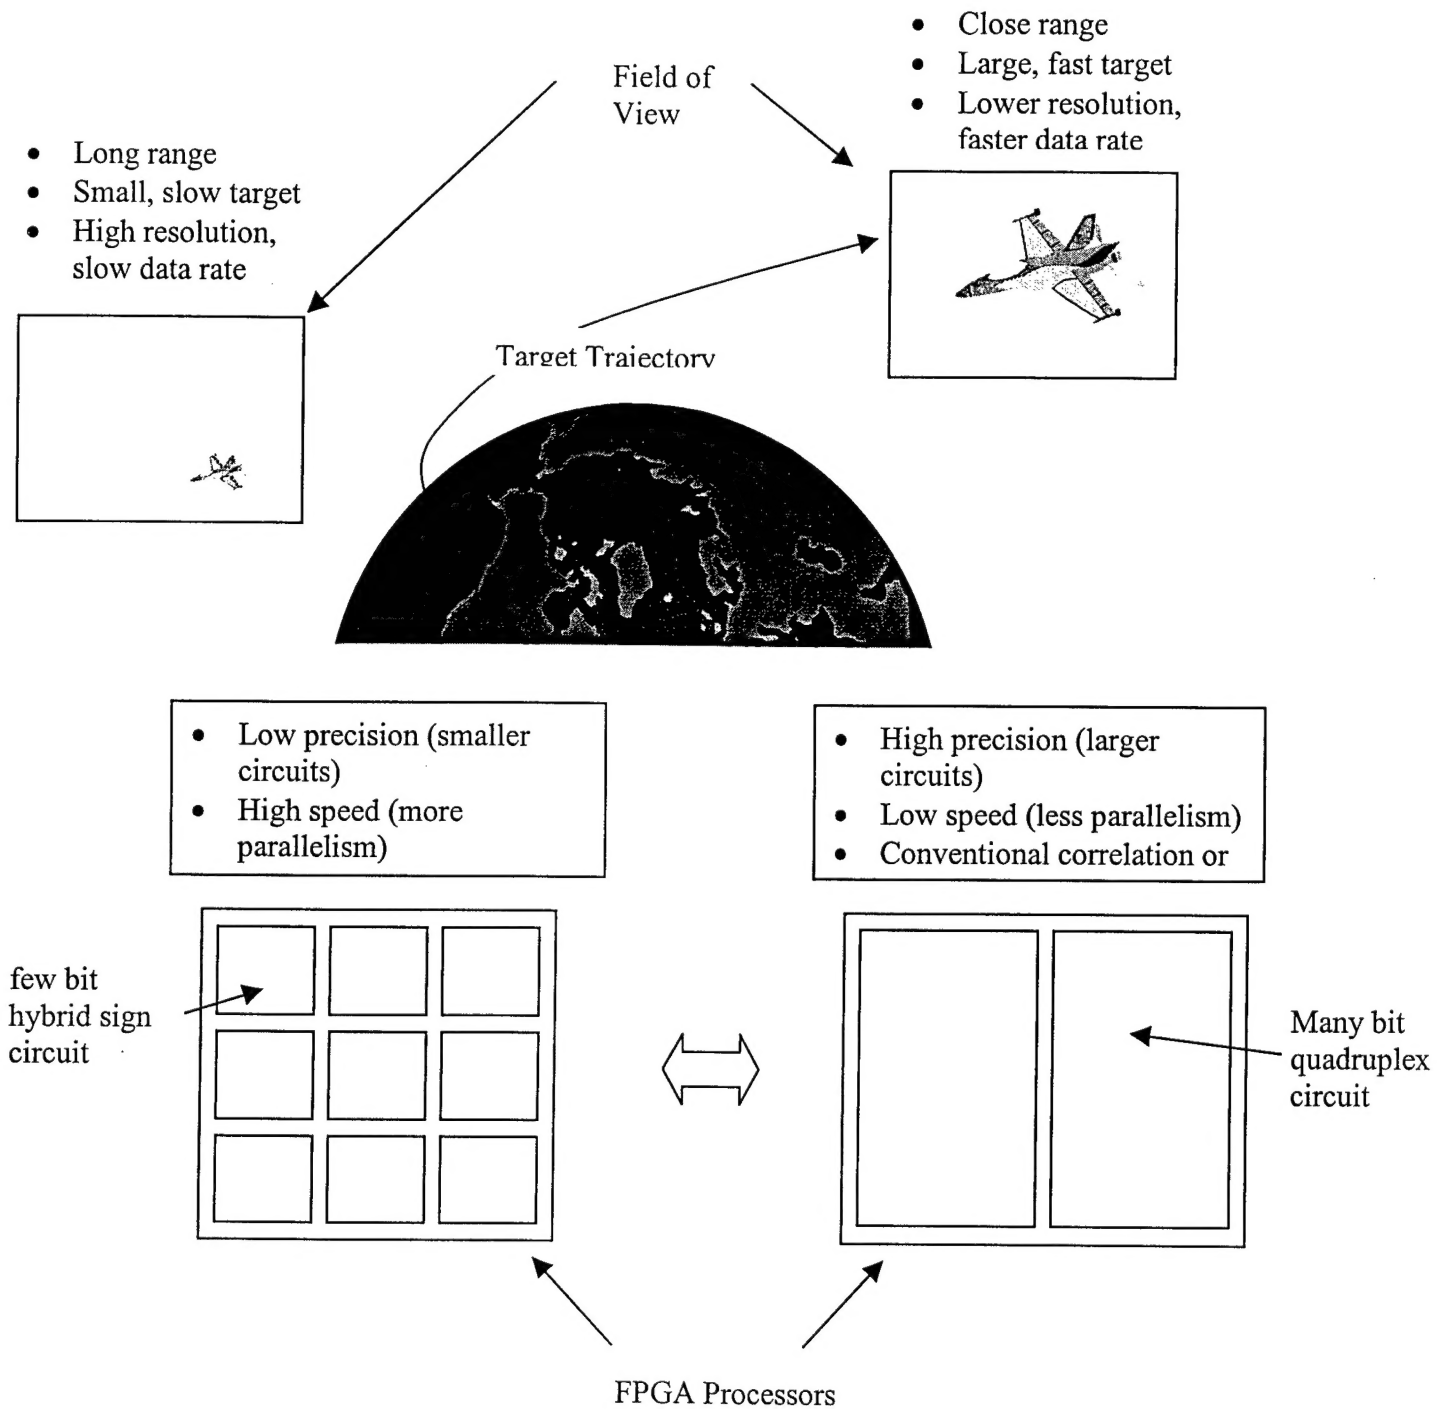 Field of
View
• Close range
• Large, fast target
• Lower resolution,
faster data rate
• Long range
• Small, slow target
• High resolution,
slow data rate
Target Trajectory
• Low precision (smaller
circuits)
• High speed (more
parallelism)
• High precision (larger
circuits)
• Low speed (less parallelism)
• Conventional correlation or
few bit
hybrid sign
circuit
Many bit
quadruplex
circuit
FPGA Processors